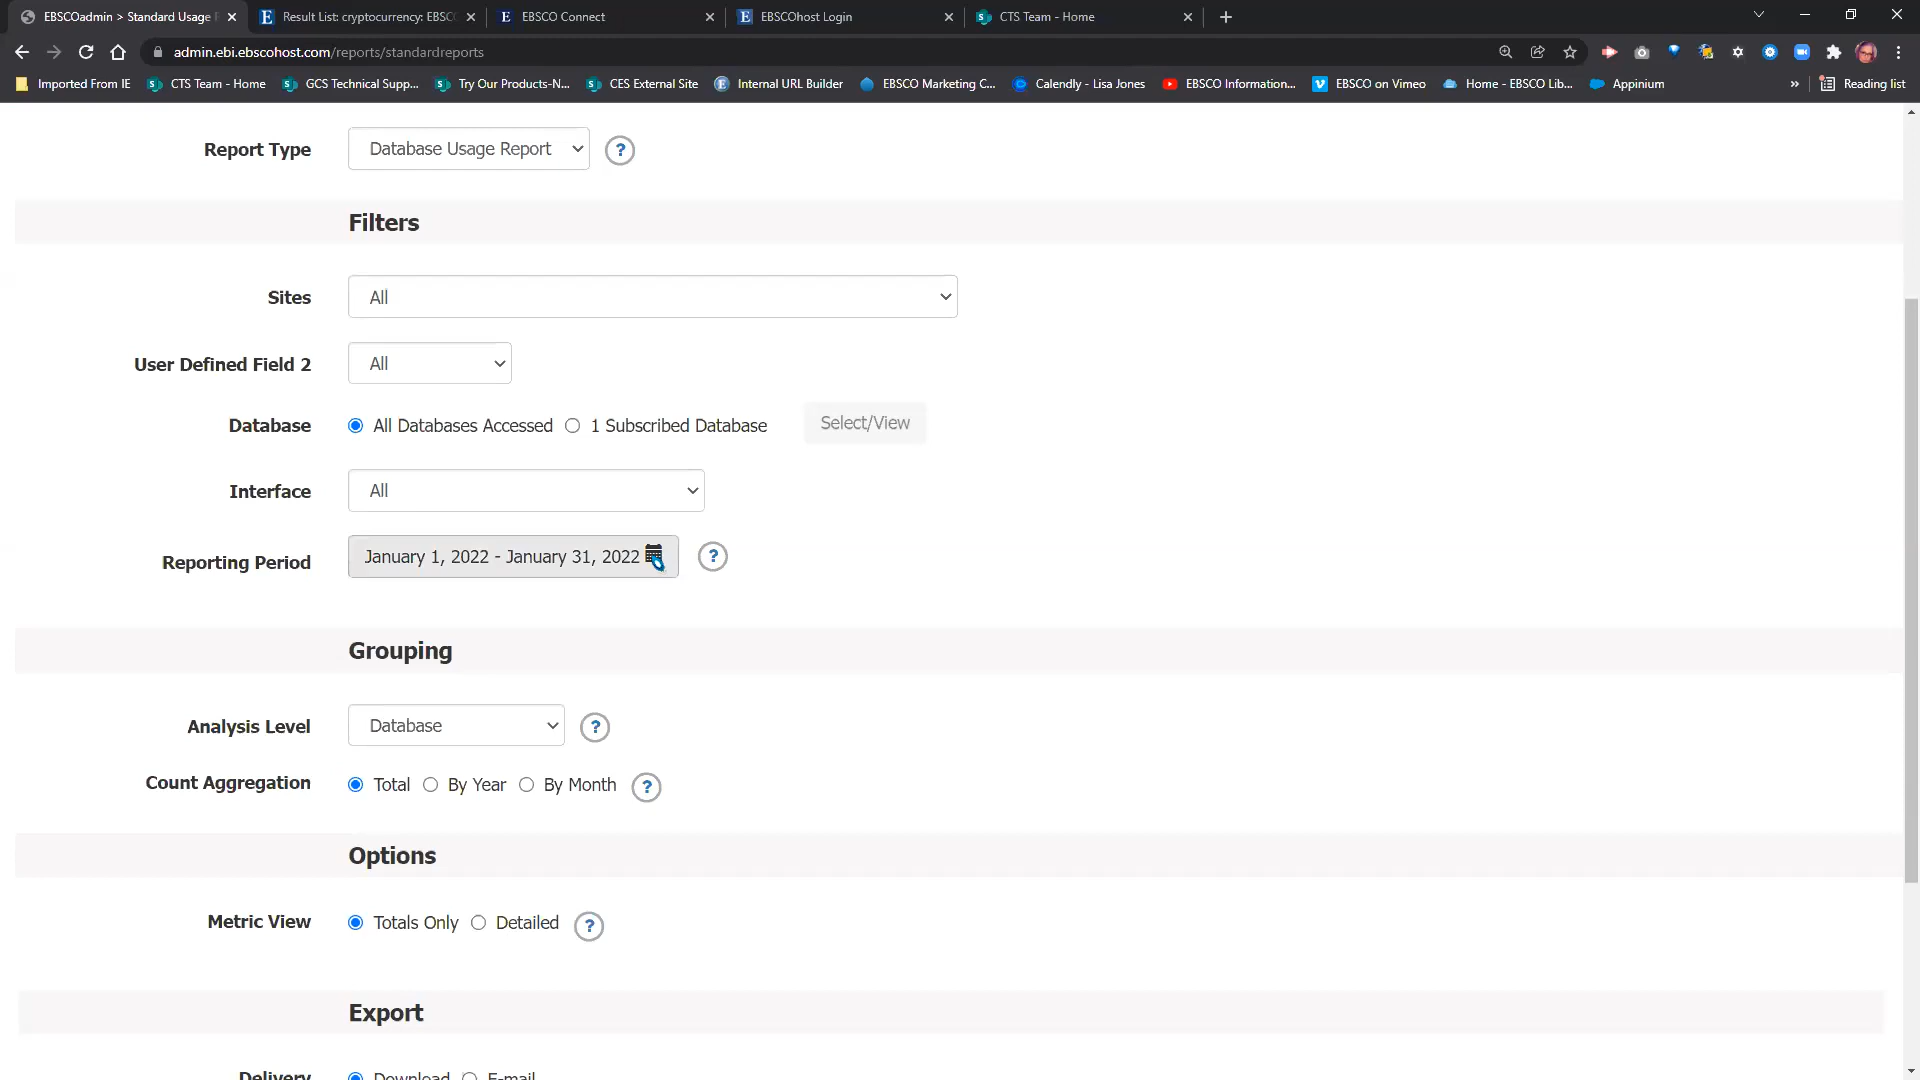 EBSCOadmin > Standard Usage
Result List: cryptocurrency: EBSC
EBSCO Connect
EBSCOhost Login
CTS Team - Home
admin.ebi.ebscohost.com/reports/standardreports
Imported From IE
CTS Team - Home
GCS Technical Supp...
Try Our Products-N...
CES External Site
Internal URL Builder
EBSCO Marketing C...
Calendly - Lisa Jones
EBSCO Information...
EBSCO on Vimeo
Home - EBSCO Lib...
Appinium
»
Reading list
Report Type
Database Usage Report
?
Filters
Sites
All
User Defined Field 2
All
Database
All Databases Accessed
1 Subscribed Database
Select/View
Interface
All
Reporting Period
January 1, 2022 - January 31, 2022
?
Grouping
Analysis Level
Database
?
Count Aggregation
Total
By Year
By Month
?
Options
Metric View
Totals Only
Detailed
?
Export
Delivery
Download
E-mail